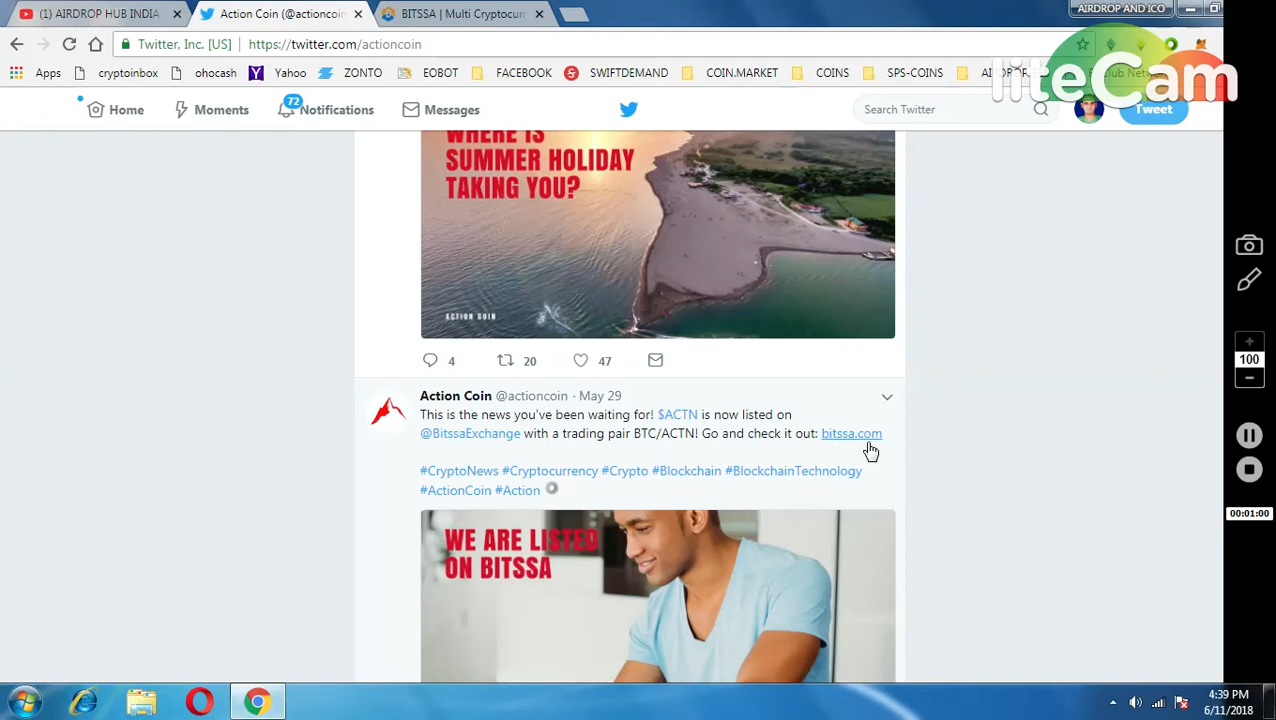 (1) AIRDROP HUB INDIA
Action Coin (@actioncoin
BITSSA | Multi Cryptocur
AIRDROP AND ICO
Twitter, Inc. [US]
https://twitter.com/actioncoin
Apps
cryptoinbox
ohocash
Yahoo
ZONTO
EOBOT
FACEBOOK
SWIFTDEMAND
COIN.MARKET
COINS
SPS-COINS
liteCam
Home
Moments
72
Notifications
Messages
Search Twitter
Tweet
WHERE IS
SUMMER HOLIDAY
TAKING YOU?
ACTION COIN
4
20
47
100
Action Coin @actioncoin · May 29
This is the news you've been waiting for! $ACTN is now listed on
@BitssaExchange with a trading pair BTC/ACTN! Go and check it out: bitssa.com
#CryptoNews #Cryptocurrency #Crypto #Blockchain #BlockchainTechnology
#ActionCoin #Action
00:01:00
WE ARE LISTED
ON BITSSA
4:39 PM
6/11/2018